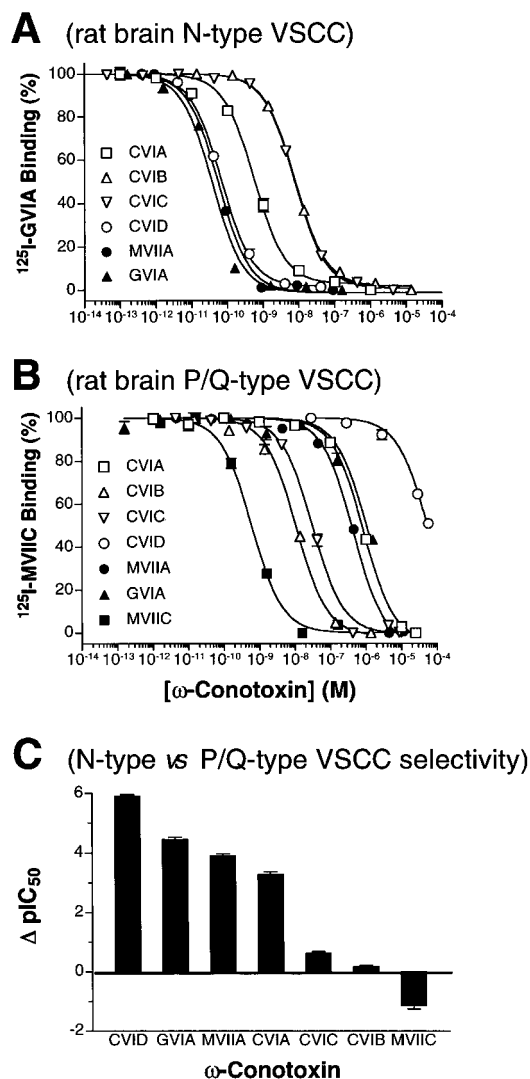 A (rat brain N-type VSCC)
¹²⁵I-GVIA Binding (%)
100
80
60
40
20
0
CVIA
CVIB
CVIC
CVID
MVIIA
GVIA
10⁻¹⁴ 10⁻¹³ 10⁻¹² 10⁻¹¹ 10⁻¹⁰ 10⁻⁹ 10⁻⁸ 10⁻⁷ 10⁻⁶ 10⁻⁵ 10⁻⁴
B (rat brain P/Q-type VSCC)
¹²⁵I-MVIIC Binding (%)
100
80
60
40
20
0
CVIA
CVIB
CVIC
CVID
MVIIA
GVIA
MVIIC
10⁻¹⁴ 10⁻¹³ 10⁻¹² 10⁻¹¹ 10⁻¹⁰ 10⁻⁹ 10⁻⁸ 10⁻⁷ 10⁻⁶ 10⁻⁵ 10⁻⁴
[ω-Conotoxin] (M)
C (N-type vs P/Q-type VSCC selectivity)
Δ pIC₅₀
6
4
2
0
-2
CVID GVIA MVIIA CVIA CVIC CVIB MVIIC
ω-Conotoxin